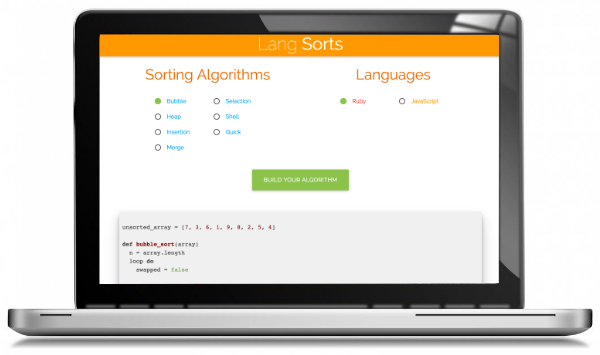 Lang Sorts
Sorting Algorithms
Languages
Bubble
Selection
Ruby
JavaScript
Heap
Shell
Insertion
Quick
Merge
BUILD YOUR ALGORITHM
unsorted_array = [7, 3, 6, 1, 9, 8, 2, 5, 4]
def bubble_sort(array)
n = array.length
loop do
swapped = false